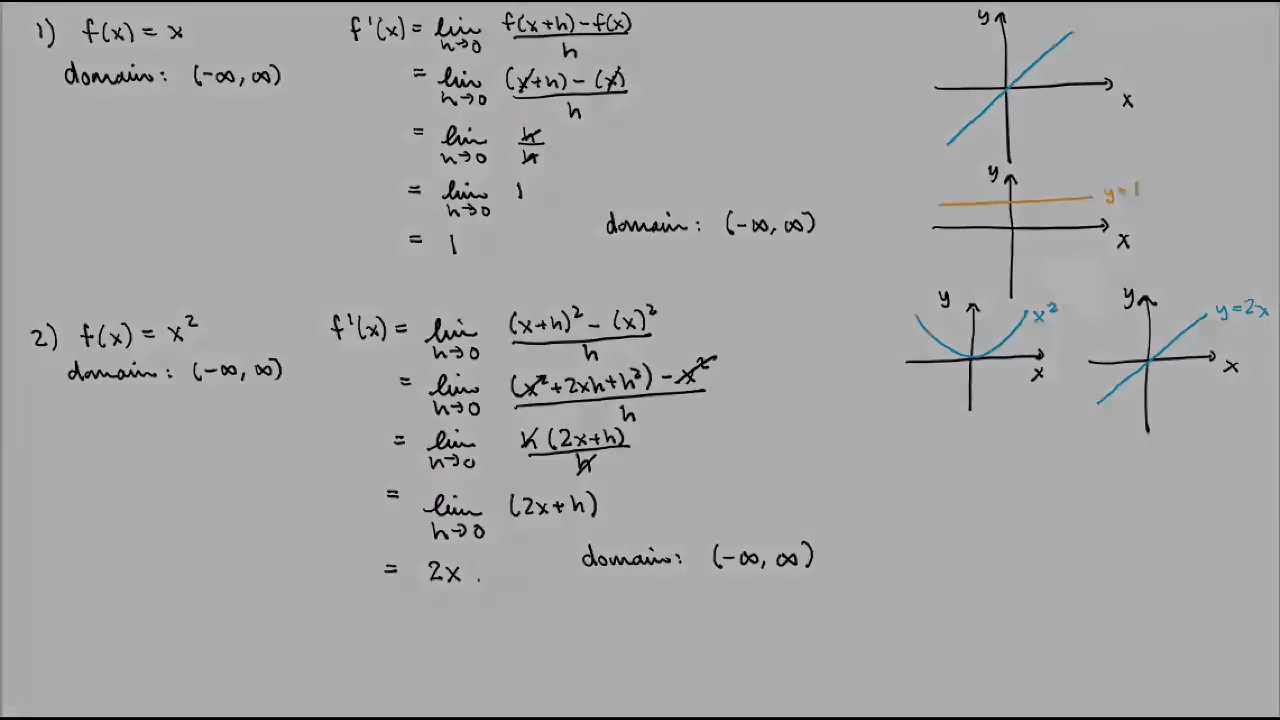 1) f(x) = x
domain: (-∞, ∞)
f'(x) = lim h→0 f(x+h) - f(x) / h
= lim h→0 (x+h) - (x) / h
= lim h→0 h / h
= lim h→0 1
= 1
domain: (-∞, ∞)
y
x
y
y = 1
x
2) f(x) = x²
domain: (-∞, ∞)
f'(x) = lim h→0 (x+h)² - (x)² / h
= lim h→0 (x² + 2xh + h²) - x² / h
= lim h→0 h (2x+h) / h
= lim h→0 (2x+h)
= 2x .
domain: (-∞, ∞)
y
x²
x
y
y = 2x
x